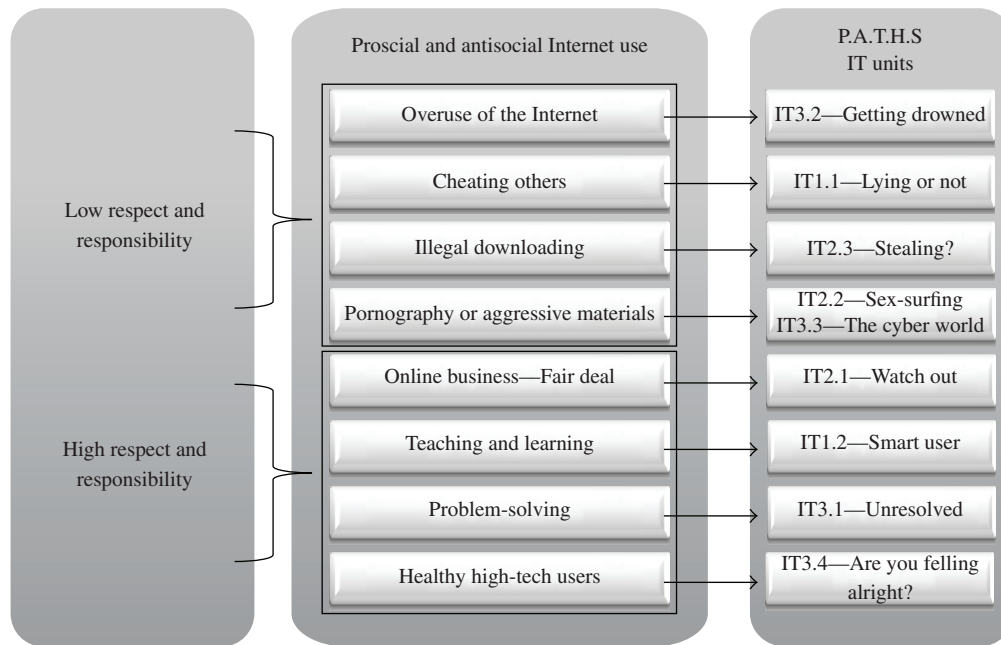 Low respect and
responsibility
High respect and
responsibility
Proscial and antisocial Internet use
Overuse of the Internet
Cheating others
Illegal downloading
Pornography or aggressive materials
Online business—Fair deal
Teaching and learning
Problem-solving
Healthy high-tech users
P.A.T.H.S
IT units
IT3.2—Getting drowned
IT1.1—Lying or not
IT2.3—Stealing?
IT2.2—Sex-surfing
IT3.3—The cyber world
IT2.1—Watch out
IT1.2—Smart user
IT3.1—Unresolved
IT3.4—Are you felling
alright?